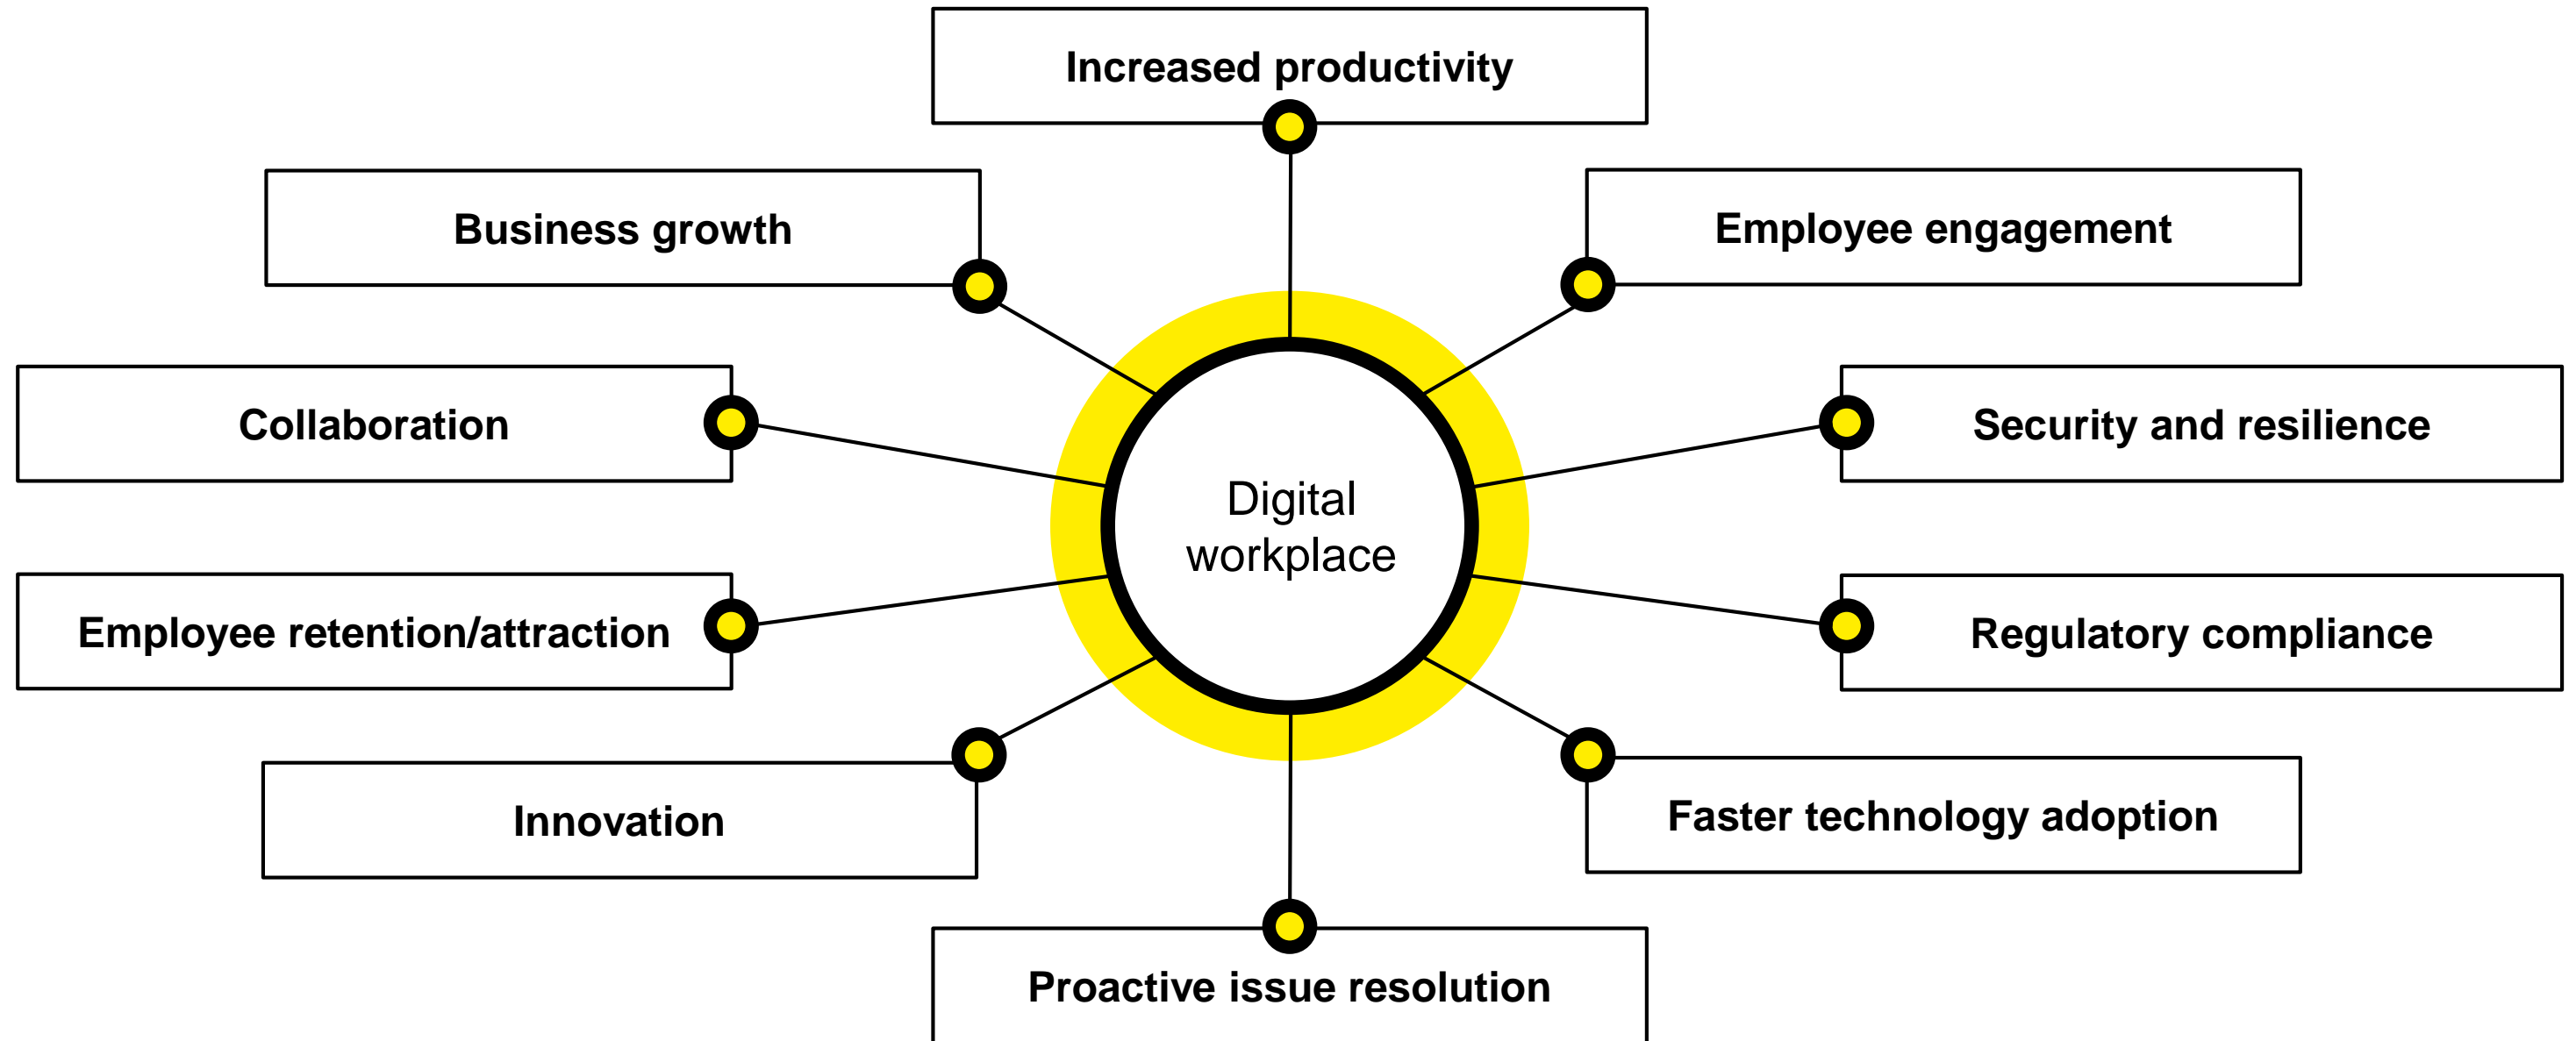 Increased productivity
Business growth
Employee engagement
Collaboration
Security and resilience
Digital
workplace
Employee retention/attraction
Regulatory compliance
Innovation
Faster technology adoption
Proactive issue resolution